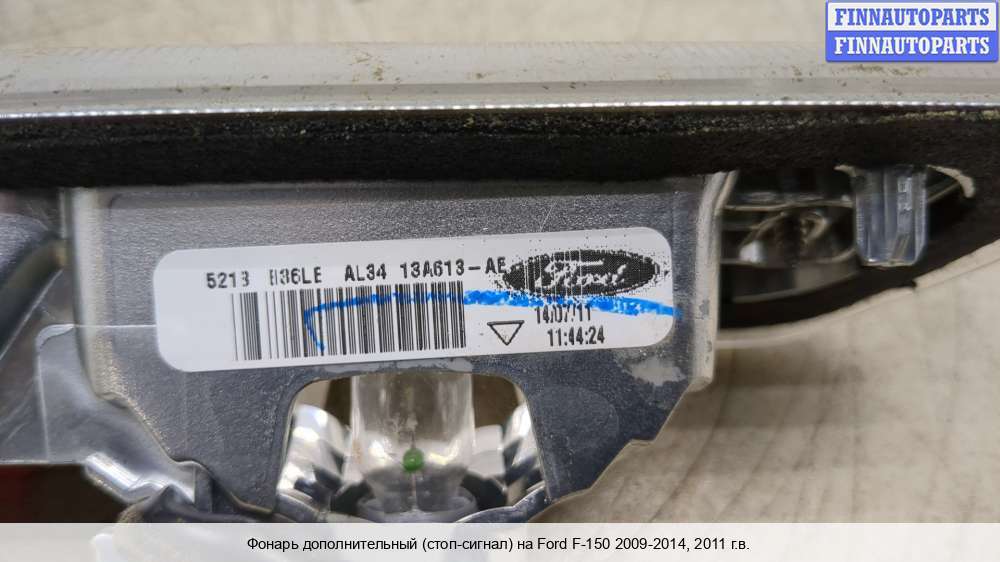 FINNAUTOPARTS
FINNAUTOPARTS
5213 B36LE AL34 13A613-AE
Ford
14/07/11
11:44:24
Фонарь дополнительный (стоп-сигнал) на Ford F-150 2009-2014, 2011 г.в.